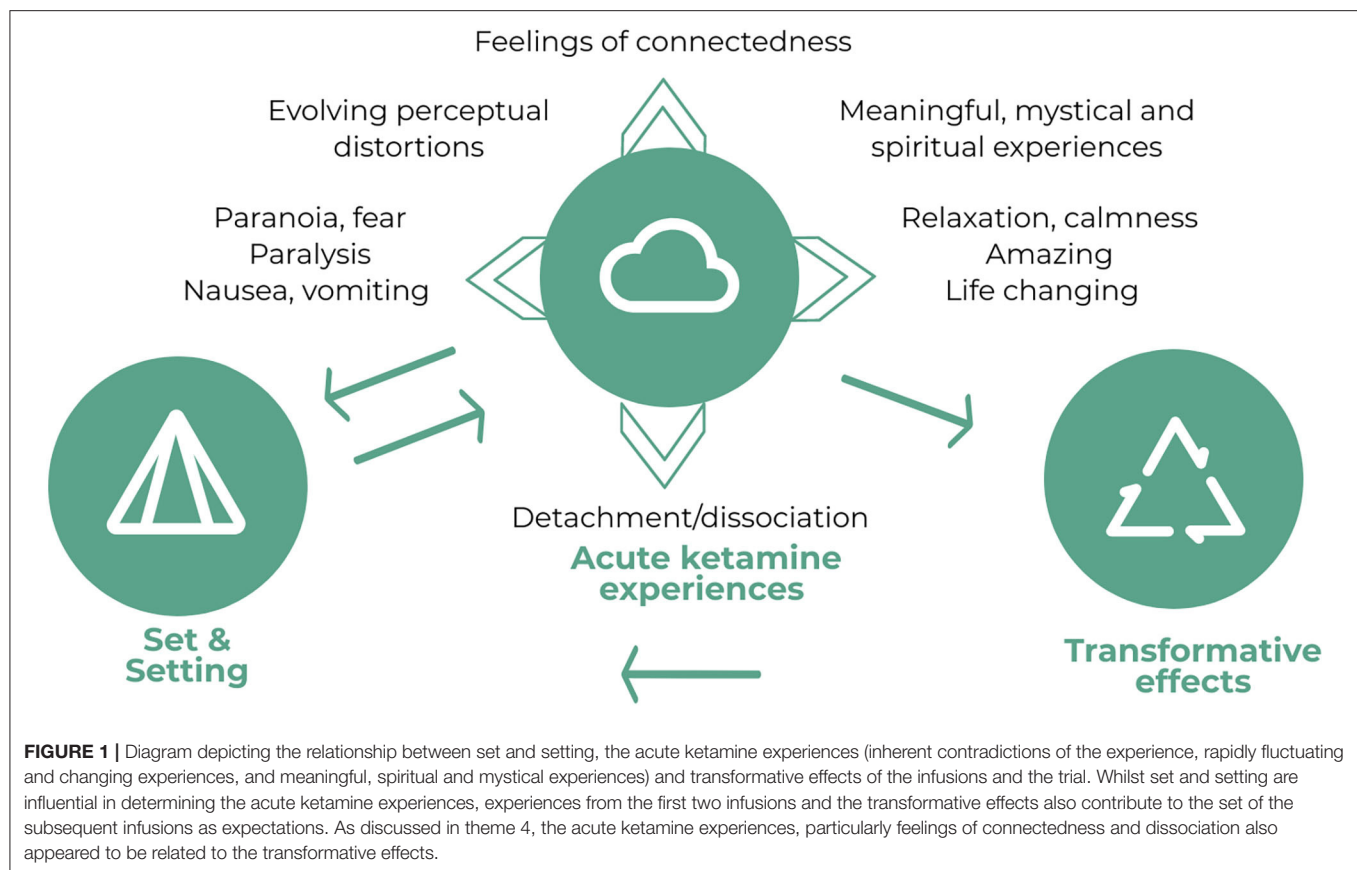 Feelings of connectedness
Evolving perceptual
distortions
Meaningful, mystical and
spiritual experiences
Paranoia, fear
Paralysis
Nausea, vomiting
Relaxation, calmness
Amazing
Life changing
Detachment/dissociation
Acute ketamine
experiences
Set &
Setting
Transformative
effects
FIGURE 1 | Diagram depicting the relationship between set and setting, the acute ketamine experiences (inherent contradictions of the experience, rapidly fluctuating
and changing experiences, and meaningful, spiritual and mystical experiences) and transformative effects of the infusions and the trial. Whilst set and setting are
influential in determining the acute ketamine experiences, experiences from the first two infusions and the transformative effects also contribute to the set of the
subsequent infusions as expectations. As discussed in theme 4, the acute ketamine experiences, particularly feelings of connectedness and dissociation also
appeared to be related to the transformative effects.